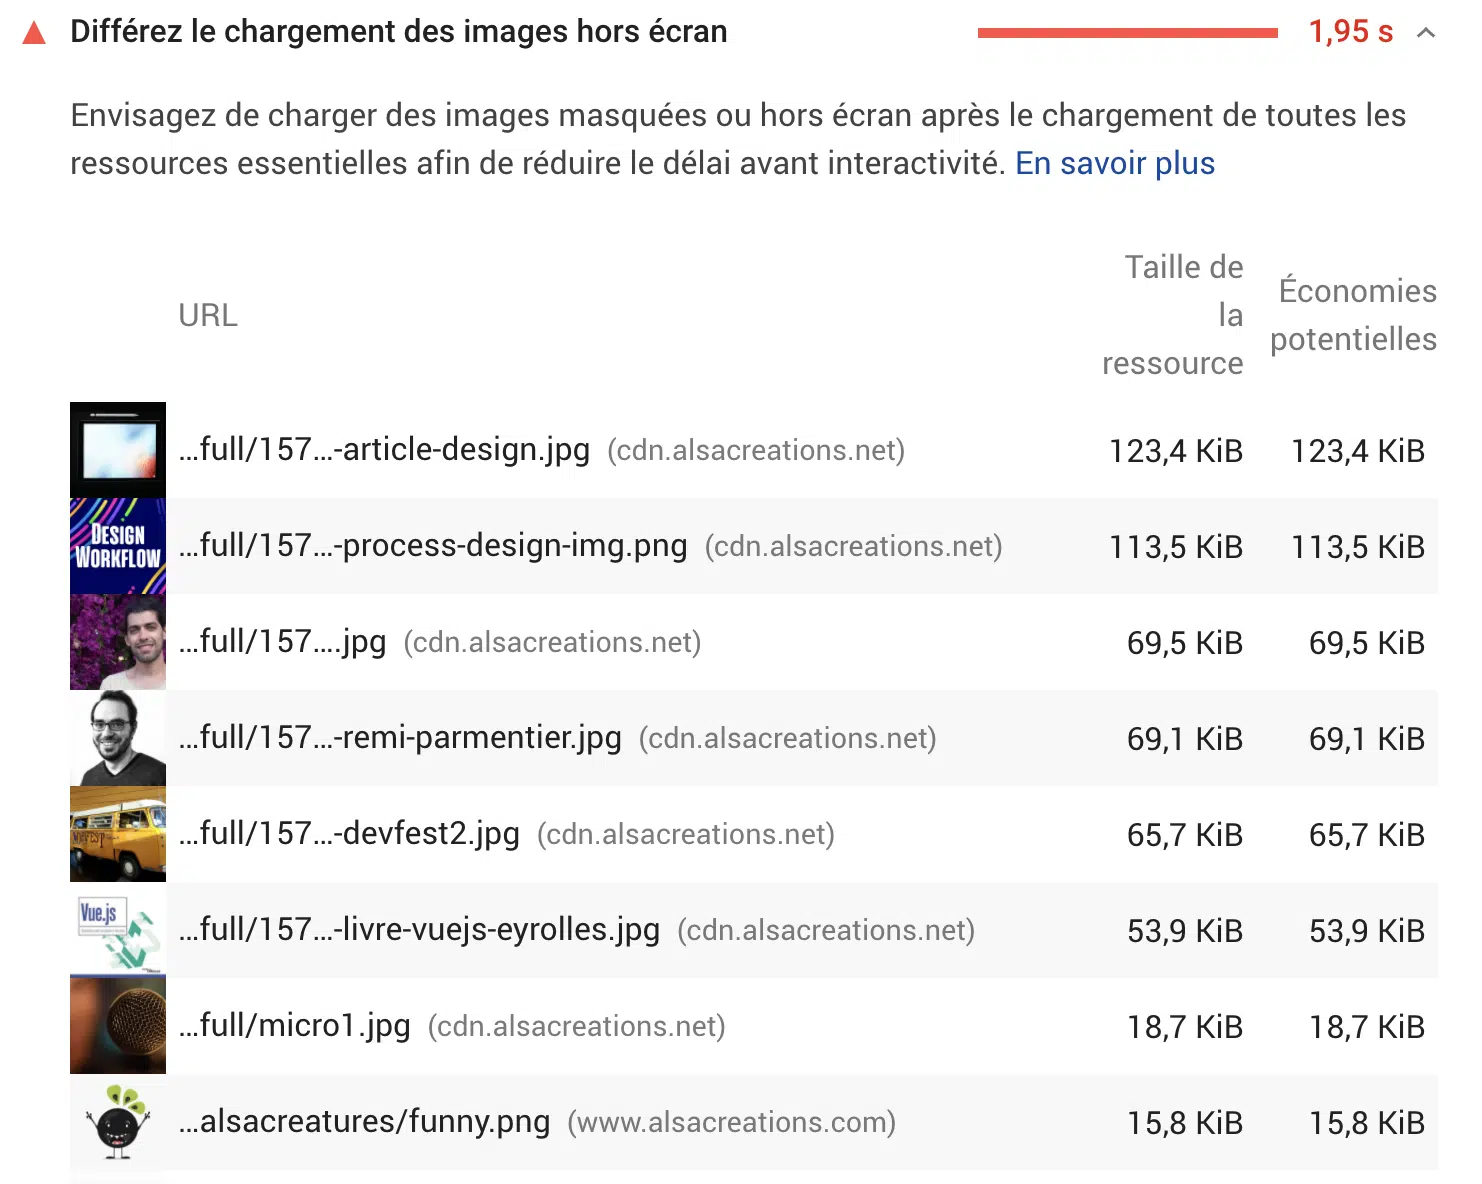 Différez le chargement des images hors écran 1,95 s
Envisagez de charger des images masquées ou hors écran après le chargement de toutes les
ressources essentielles afin de réduire le délai avant interactivité. En savoir plus
URL
Taille de
la
ressource
Économies
potentielles
...full/157...-article-design.jpg (cdn.alsacreations.net) 123,4 KiB 123,4 KiB
DESIGN
WORKFLOW
...full/157...-process-design-img.png (cdn.alsacreations.net) 113,5 KiB 113,5 KiB
...full/157....jpg (cdn.alsacreations.net) 69,5 KiB 69,5 KiB
...full/157...-remi-parmentier.jpg (cdn.alsacreations.net) 69,1 KiB 69,1 KiB
...full/157...-devfest2.jpg (cdn.alsacreations.net) 65,7 KiB 65,7 KiB
Vue.js
...full/157...-livre-vuejs-eyrolles.jpg (cdn.alsacreations.net) 53,9 KiB 53,9 KiB
...full/micro1.jpg (cdn.alsacreations.net) 18,7 KiB 18,7 KiB
...alsacreatures/funny.png (www.alsacreations.com) 15,8 KiB 15,8 KiB